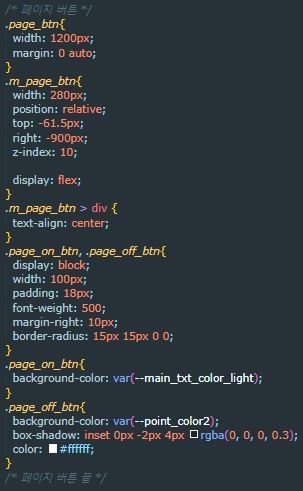 /* 페이지 버튼 */
.page_btn{
width: 1200px;
margin: 0 auto;
}
.m_page_btn{
width: 280px;
position: relative;
top: -61.5px;
right: -900px;
z-index: 10;
display: flex;
}
.m_page_btn > div {
text-align: center;
}
.page_on_btn, .page_off_btn{
display: block;
width: 100px;
padding: 18px;
font-weight: 500;
margin-right: 10px;
border-radius: 15px 15px 0 0;
}
.page_on_btn{
background-color: var(--main_txt_color_light);
}
.page_off_btn{
background-color: var(--point_color2);
box-shadow: inset 0px -2px 4px rgba(0, 0, 0, 0.3);
color: #ffffff;
}
/* 페이지 버튼 끝 */